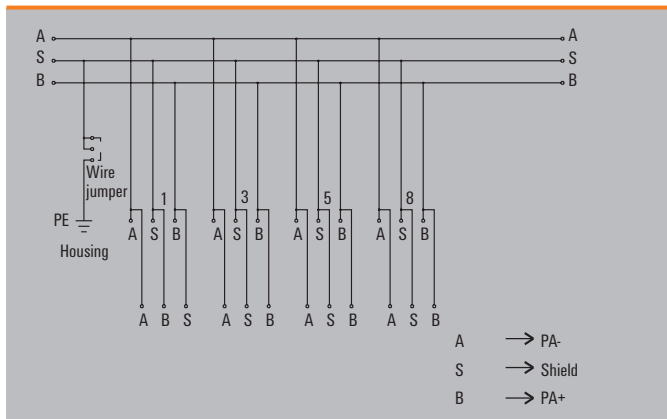 A A
S S
B B
Wire
jumper
1 3 5 8
PE
Housing
A S B A S B A S B A S B
A B S A S B A S B A S B
A PA-
S Shield
B PA+